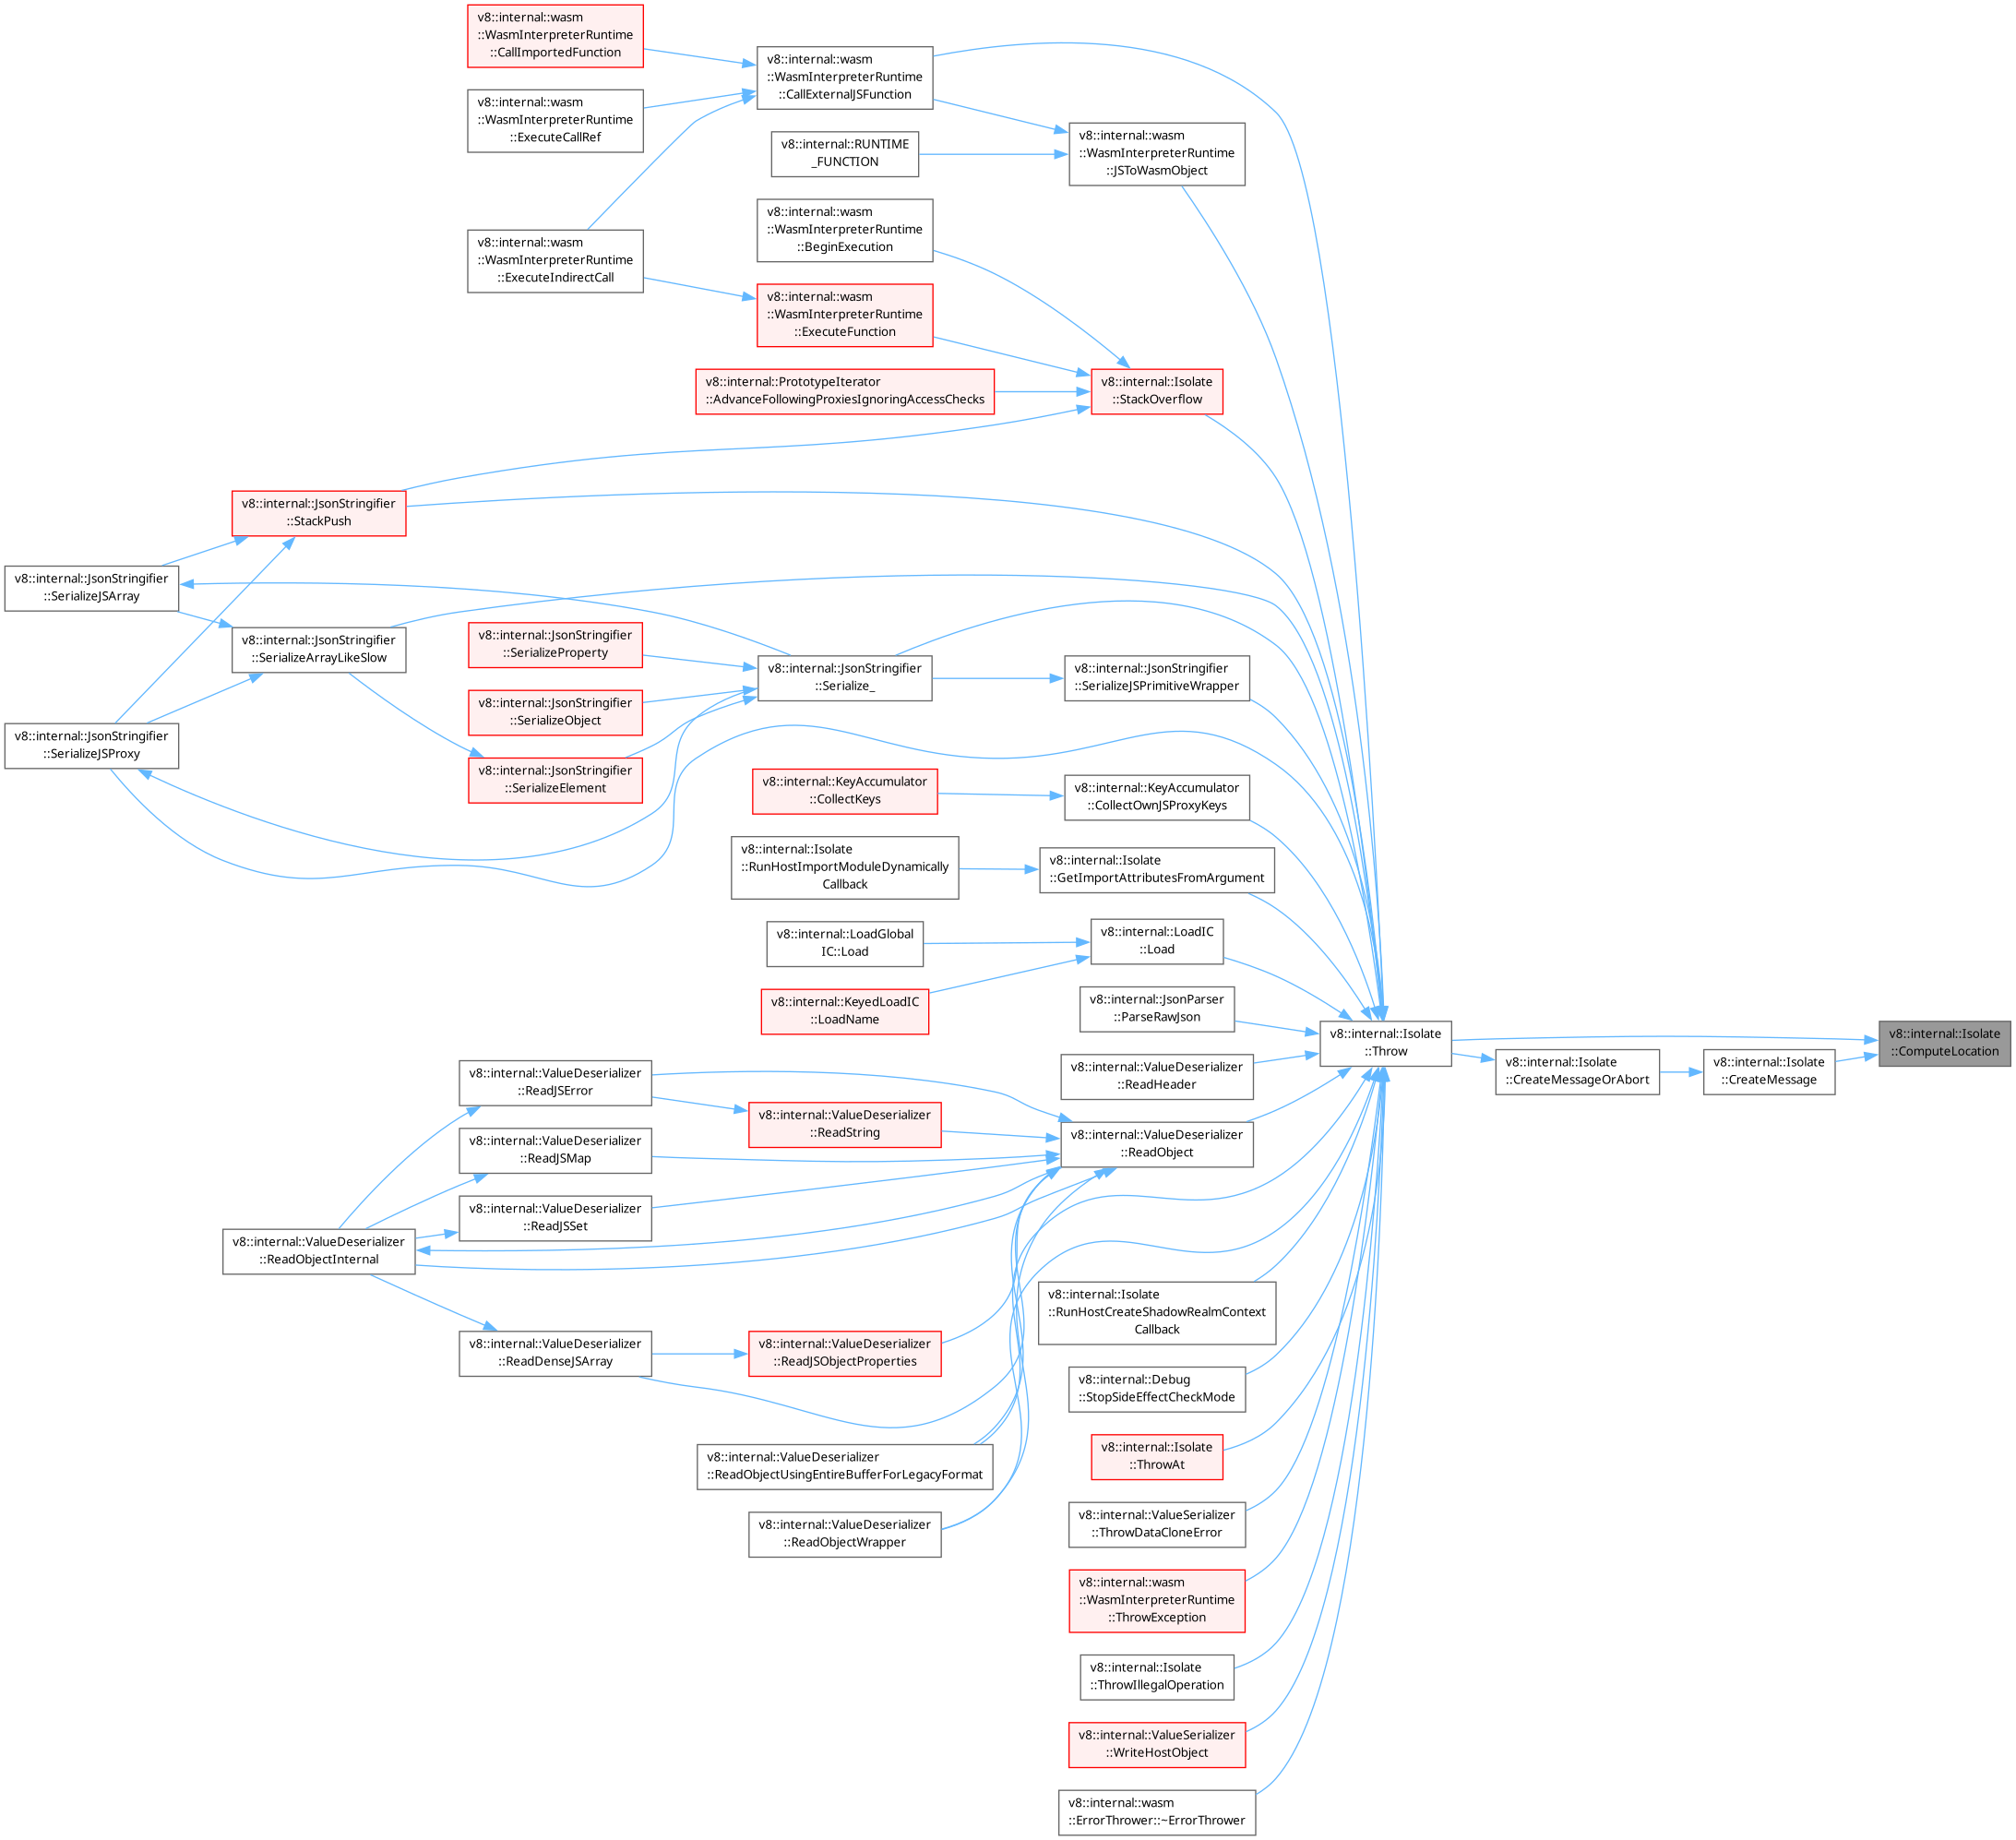 v8::internal::wasm
::WasmInterpreterRuntime
::CallImportedFunction
v8::internal::wasm
::WasmInterpreterRuntime
::CallExternalJSFunction
v8::internal::wasm
::WasmInterpreterRuntime
::ExecuteCallRef
v8::internal::RUNTIME
_FUNCTION
v8::internal::wasm
::WasmInterpreterRuntime
::JSToWasmObject
v8::internal::wasm
::WasmInterpreterRuntime
::BeginExecution
v8::internal::wasm
::WasmInterpreterRuntime
::ExecuteIndirectCall
v8::internal::wasm
::WasmInterpreterRuntime
::ExecuteFunction
v8::internal::PrototypeIterator
::AdvanceFollowingProxiesIgnoringAccessChecks
v8::internal::Isolate
::StackOverflow
v8::internal::JsonStringifier
::StackPush
v8::internal::JsonStringifier
::SerializeJSArray
v8::internal::JsonStringifier
::SerializeArrayLikeSlow
v8::internal::JsonStringifier
::SerializeProperty
v8::internal::JsonStringifier
::Serialize_
v8::internal::JsonStringifier
::SerializeJSPrimitiveWrapper
v8::internal::JsonStringifier
::SerializeObject
v8::internal::JsonStringifier
::SerializeJSProxy
v8::internal::JsonStringifier
::SerializeElement
v8::internal::KeyAccumulator
::CollectKeys
v8::internal::KeyAccumulator
::CollectOwnJSProxyKeys
v8::internal::Isolate
::RunHostImportModuleDynamically
Callback
v8::internal::Isolate
::GetImportAttributesFromArgument
v8::internal::LoadGlobal
IC::Load
v8::internal::LoadIC
::Load
v8::internal::KeyedLoadIC
::LoadName
v8::internal::JsonParser
::ParseRawJson
v8::internal::Isolate
::Throw
v8::internal::Isolate
::CreateMessageOrAbort
v8::internal::Isolate
::CreateMessage
v8::internal::Isolate
::ComputeLocation
v8::internal::ValueDeserializer
::ReadHeader
v8::internal::ValueDeserializer
::ReadJSError
v8::internal::ValueDeserializer
::ReadString
v8::internal::ValueDeserializer
::ReadObject
v8::internal::ValueDeserializer
::ReadJSMap
v8::internal::ValueDeserializer
::ReadJSSet
v8::internal::ValueDeserializer
::ReadObjectInternal
v8::internal::Isolate
::RunHostCreateShadowRealmContext
Callback
v8::internal::ValueDeserializer
::ReadDenseJSArray
v8::internal::ValueDeserializer
::ReadJSObjectProperties
v8::internal::Debug
::StopSideEffectCheckMode
v8::internal::ValueDeserializer
::ReadObjectUsingEntireBufferForLegacyFormat
v8::internal::Isolate
::ThrowAt
v8::internal::ValueDeserializer
::ReadObjectWrapper
v8::internal::ValueSerializer
::ThrowDataCloneError
v8::internal::wasm
::WasmInterpreterRuntime
::ThrowException
v8::internal::Isolate
::ThrowIllegalOperation
v8::internal::ValueSerializer
::WriteHostObject
v8::internal::wasm
::ErrorThrower::~ErrorThrower